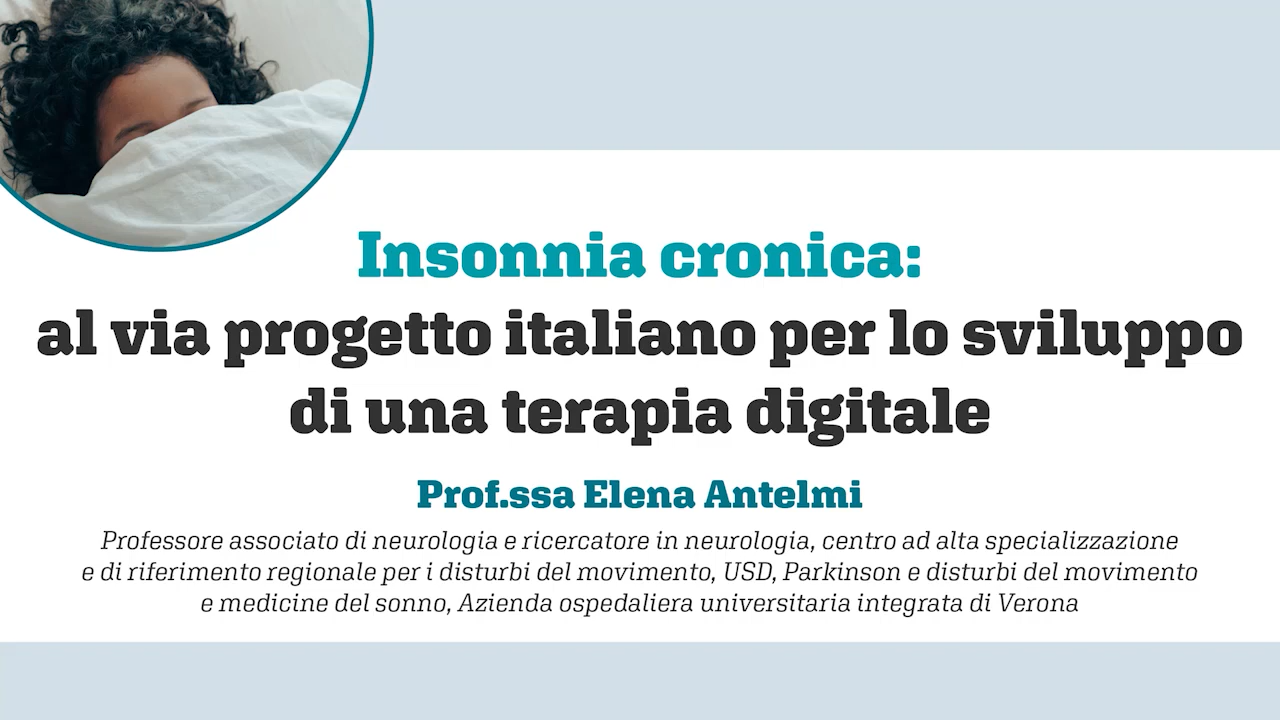 Insonnia cronica:
al via progetto italiano per lo sviluppo
di una terapia digitale
Prof.ssa Elena Antelmi
Professore associato di neurologia e ricercatore in neurologia, centro ad alta specializzazione
e di riferimento regionale per i disturbi del movimento, USD, Parkinson e disturbi del movimento
e medicine del sonno, Azienda ospedaliera universitaria integrata di Verona